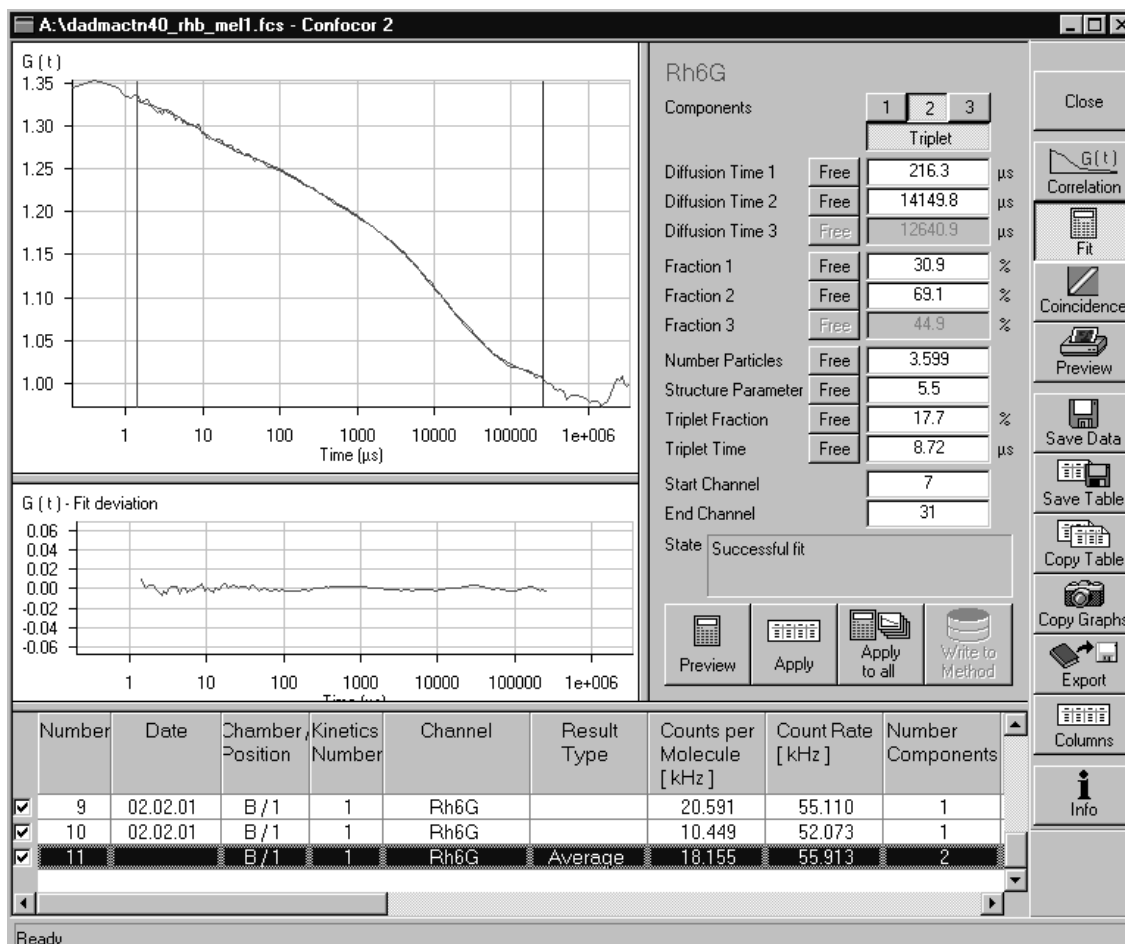 A:\dadmactn40_rhb_mel1.fcs - Confocor 2
G ( t )
1.35
1.30
1.25
1.20
1.15
1.10
1.05
1.00
1 10 100 1000 10000 100000 1e+006
Time (µs)
G ( t ) - Fit deviation
0.06
0.04
0.02
0.00
-0.02
-0.04
-0.06
1 10 100 1000 10000 100000 1e+006
Time (µs)
Rh6G
Components 1 2 3
Triplet
Diffusion Time 1 Free 216.3 µs
Diffusion Time 2 Free 14149.8 µs
Diffusion Time 3 Free 12640.9 µs
Fraction 1 Free 30.9 %
Fraction 2 Free 69.1 %
Fraction 3 Free 44.9 %
Number Particles Free 3.599
Structure Parameter Free 5.5
Triplet Fraction Free 17.7 %
Triplet Time Free 8.72 µs
Start Channel 7
End Channel 31
State Successful fit
Preview
Apply
Apply
to all
Write to
Method
Close
G(t)
Correlation
Fit
Coincidence
Preview
Save Data
Save Table
Copy Table
Copy Graphs
Export
Columns
Info
Number Date Chamber / Kinetics Channel Result Counts per Count Rate Number
Position Number Type Molecule [ kHz ] Components
[ kHz ]
9 02.02.01 B / 1 1 Rh6G 20.591 55.110 1
10 02.02.01 B / 1 1 Rh6G 10.449 52.073 1
11 B / 1 1 Rh6G Average 18.155 55.913 2
Ready